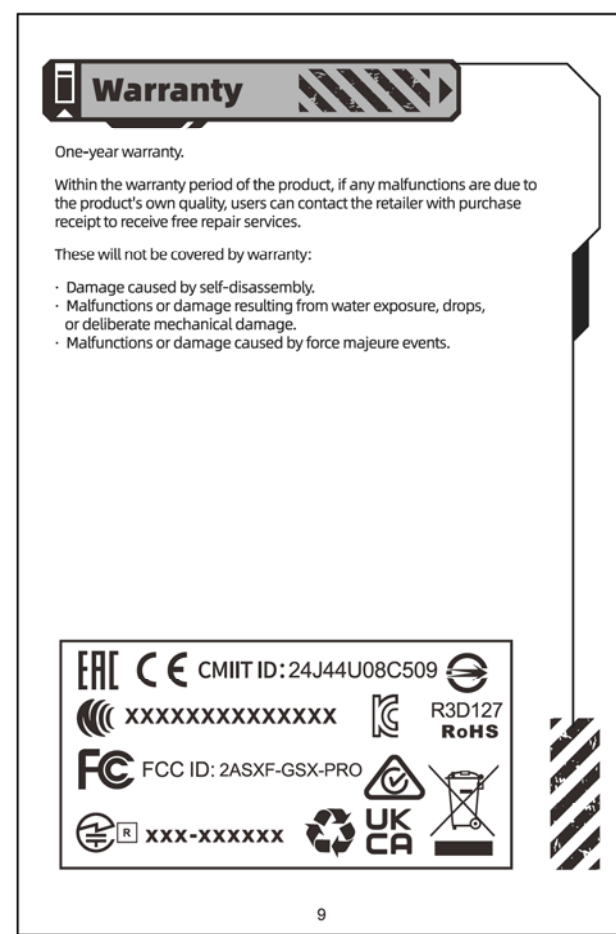 Warranty
One-year warranty.
Within the warranty period of the product, if any malfunctions are due to
the product's own quality, users can contact the retailer with purchase
receipt to receive free repair services.
These will not be covered by warranty:
· Damage caused by self-disassembly.
· Malfunctions or damage resulting from water exposure, drops,
or deliberate mechanical damage.
· Malfunctions or damage caused by force majeure events.
EAC CE CMIIT ID: 24J44U08C509
XXXXXXXXXXXXXX KC R3D127
RoHS
FC FCC ID: 2ASXF-GSX-PRO
R xxx-xxxxxx UK
CA
9